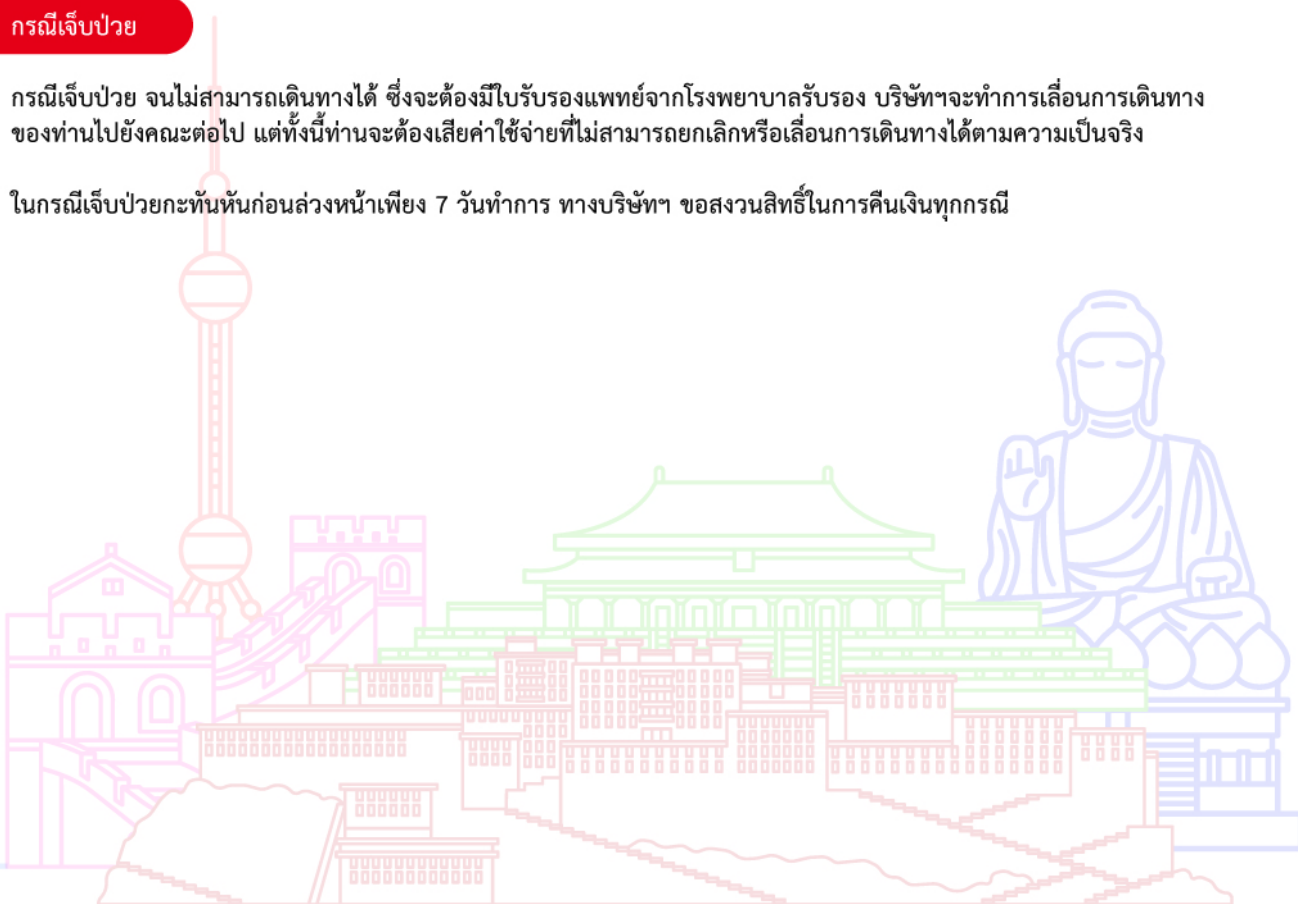 กรณีเจ็บป่วย
กรณีเจ็บป่วย จนไม่สามารถเดินทางได้ ซึ่งจะต้องมีใบรับรองแพทย์จากโรงพยาบาลรับรอง บริษัทฯจะทำการเลื่อนการเดินทาง
ของท่านไปยังคณะต่อไป แต่ทั้งนี้ท่านจะต้องเสียค่าใช้จ่ายที่ไม่สามารถยกเลิกหรือเลื่อนการเดินทางได้ตามความเป็นจริง
ในกรณีเจ็บป่วยกะทันหันก่อนล่วงหน้าเพียง 7 วันทำการ ทางบริษัทฯ ขอสงวนสิทธิ์ในการคืนเงินทุกกรณี